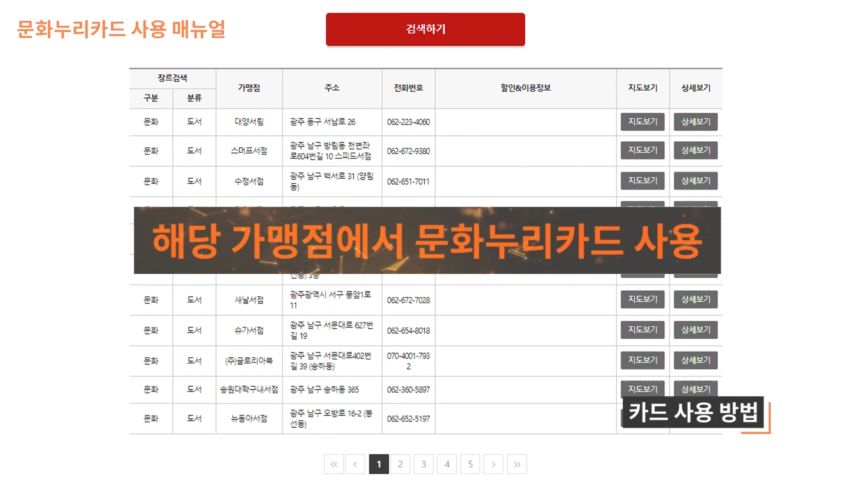 문화누리카드 사용 매뉴얼
검색하기
장르검색 가맹점 주소 전화번호 할인&이용정보 지도보기 상세보기
구분 분류
문화 도서 대양서림 광주 동구 서남로 26 062-223-4060 지도보기 상세보기
문화 도서 스머프서점 광주 남구 방림동 천변좌
로604번길 10 스피드서점 062-672-9380 지도보기 상세보기
문화 도서 수정서점 광주 남구 백서로 31 (양림
동) 062-651-7011 지도보기 상세보기
해당 가맹점에서 문화누리카드 사용
문화 도서 새날서점 광주광역시 서구 풍암1로
11 062-672-7028 지도보기 상세보기
문화 도서 슈가서점 광주 남구 서문대로 627번
길 19 062-654-8018 지도보기 상세보기
문화 도서 (주)글로리아북 광주 남구 서문대로402번
길 39 (송하동) 070-4001-793
2 지도보기 상세보기
문화 도서 송원대학구내서점 광주 남구 송하동 365 062-360-5897 지도보기 상세보기
문화 도서 뉴동아서점 광주 남구 오방로 16-2 (봉
선동) 062-652-5197
카드 사용 방법
« ‹ 1 2 3 4 5 › »